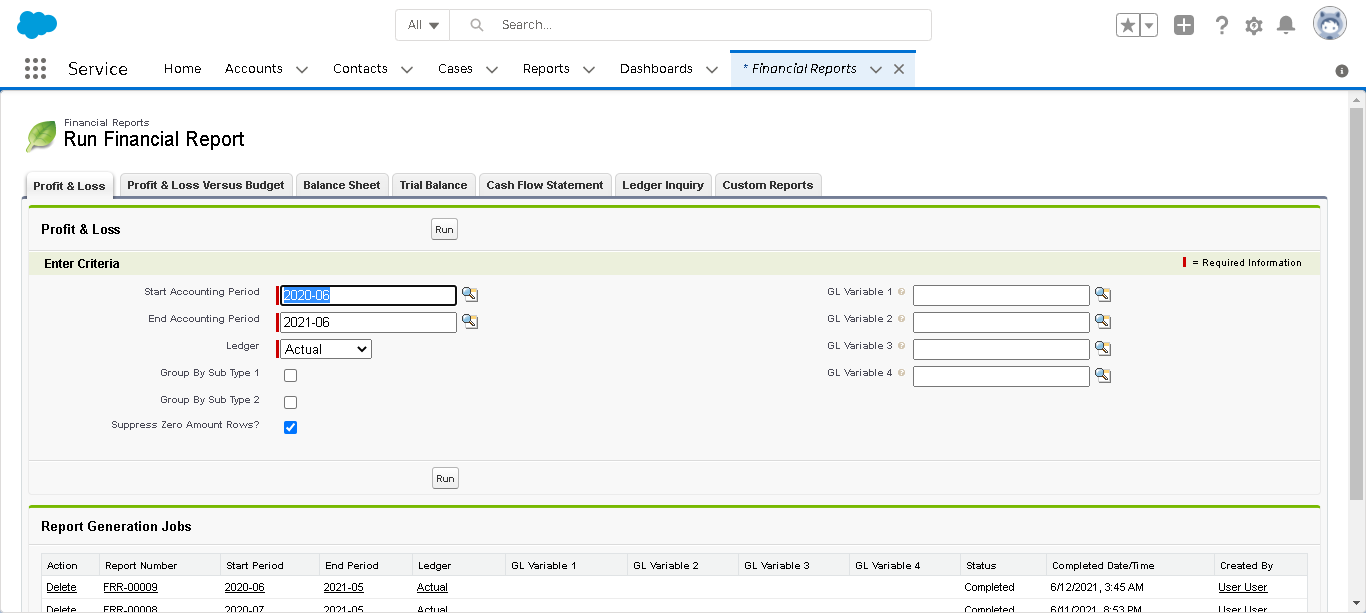 All Search...
Service Home Accounts Contacts Cases Reports Dashboards * Financial Reports
Financial Reports
Run Financial Report
Profit & Loss Profit & Loss Versus Budget Balance Sheet Trial Balance Cash Flow Statement Ledger Inquiry Custom Reports
Profit & Loss Run
Enter Criteria = Required Information
Start Accounting Period 2020-06 GL Variable 1
End Accounting Period 2021-06 GL Variable 2
Ledger Actual GL Variable 3
Group By Sub Type 1 GL Variable 4
Group By Sub Type 2
Suppress Zero Amount Rows?
Run
Report Generation Jobs
Action Report Number Start Period End Period Ledger GL Variable 1 GL Variable 2 GL Variable 3 GL Variable 4 Status Completed Date/Time Created By
Delete FRR-00009 2020-06 2021-05 Actual Completed 6/12/2021, 3:45 AM User User
Delete FRR-00008 2020-07 2021-05 Actual Completed 6/11/2021, 8:53 PM User User